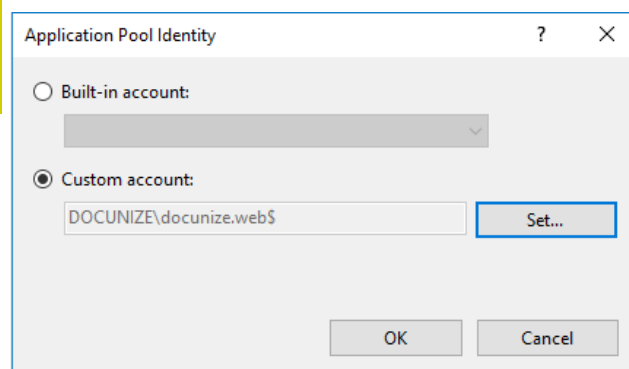 Application Pool Identity ?
Built-in account:
Custom account:
DOCUNIZE\docunize.web$ Set...
OK Cancel